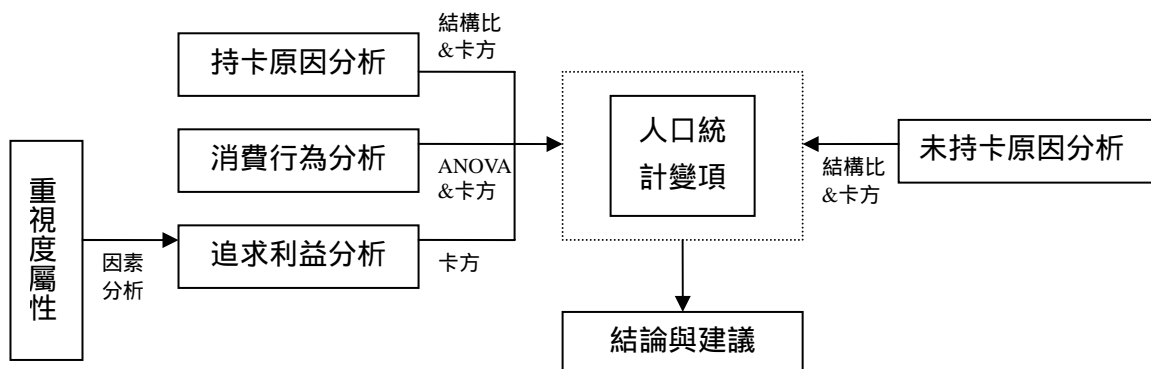 結構比
&卡方
持卡原因分析
消費行為分析
ANOVA
&卡方
重視度屬性
因素
分析
追求利益分析
卡方
人口統
計變項
結構比
&卡方
未持卡原因分析
結論與建議